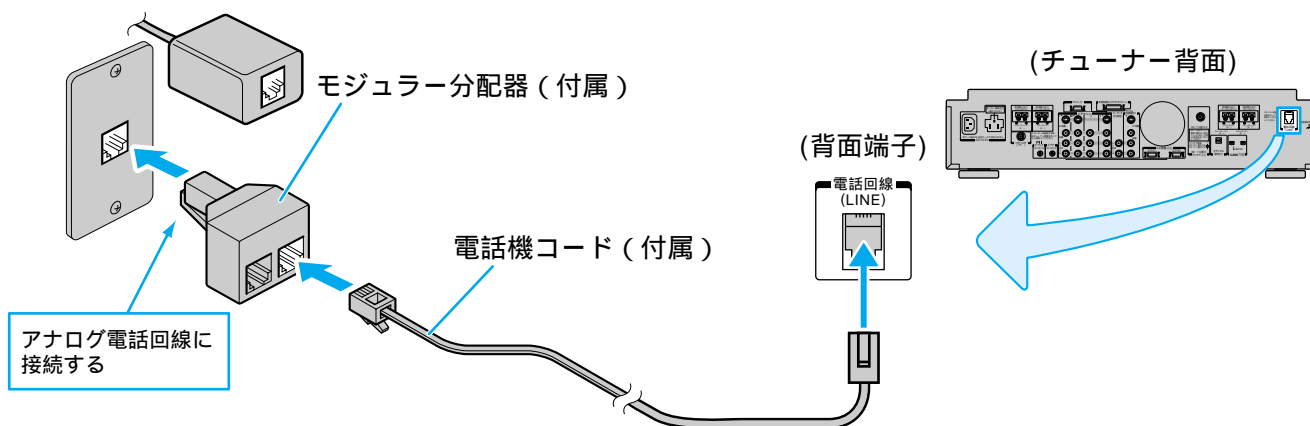 モジュラー分配器（付属）
(チューナー背面)
(背面端子)
電話回線
(LINE)
電話機コード（付属）
アナログ電話回線に
接続する